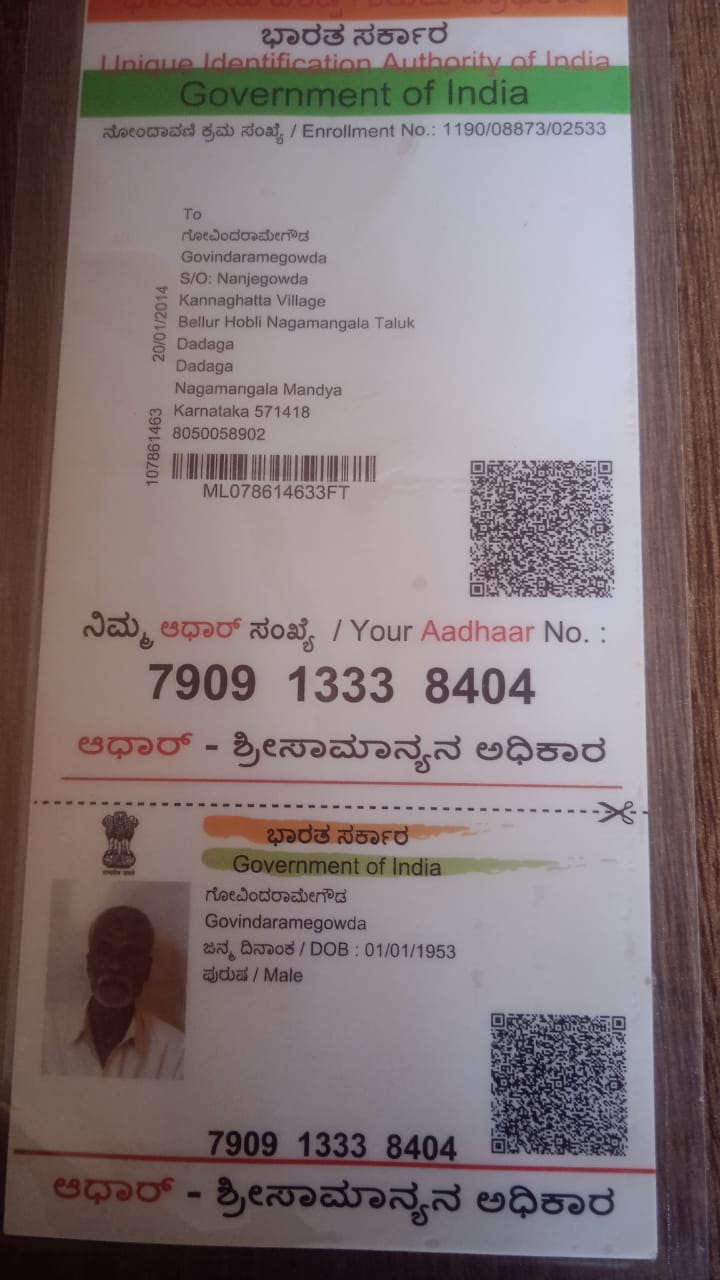 ಭಾರತ ಸರ್ಕಾರ
Unique Identification Authority of India
Government of India
ನೋಂದಾವಣೆ ಕ್ರಮ ಸಂಖ್ಯೆ / Enrollment No.: 1190/08873/02533
To
ಗೋವಿಂದರಾಮೇಗೌಡ
Govindaramegowda
S/O: Nanjegowda
Kannaghatta Village
Bellur Hobli Nagamangala Taluk
Dadaga
Dadaga
Nagamangala Mandya
Karnataka 571418
8050058902
20/01/2014
107861463
ML078614633FT
ನಿಮ್ಮ ಆಧಾರ್ ಸಂಖ್ಯೆ / Your Aadhaar No. :
7909 1333 8404
ಆಧಾರ್ - ಶ್ರೀಸಾಮಾನ್ಯನ ಅಧಿಕಾರ
ಭಾರತ ಸರ್ಕಾರ
Government of India
ಗೋವಿಂದರಾಮೇಗೌಡ
Govindaramegowda
ಜನ್ಮ ದಿನಾಂಕ / DOB : 01/01/1953
ಪುರುಷ / Male
7909 1333 8404
ಆಧಾರ್ - ಶ್ರೀಸಾಮಾನ್ಯನ ಅಧಿಕಾರ